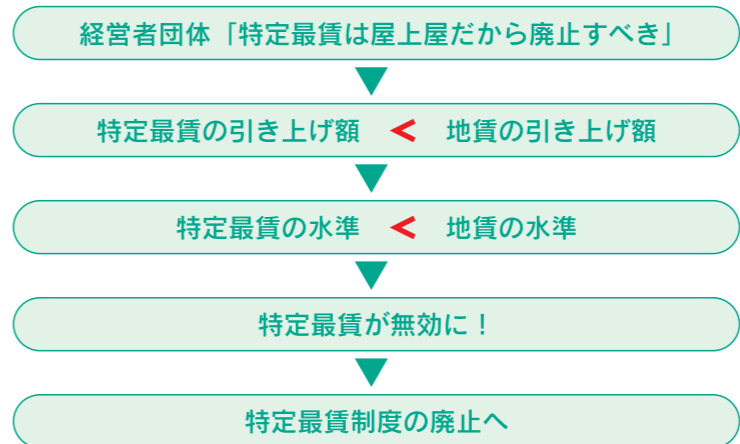 経営者団体「特定最賃は屋上屋だから廃止すべき」
特定最賃の引き上げ額 < 地賃の引き上げ額
特定最賃の水準 < 地賃の水準
特定最賃が無効に!
特定最賃制度の廃止へ